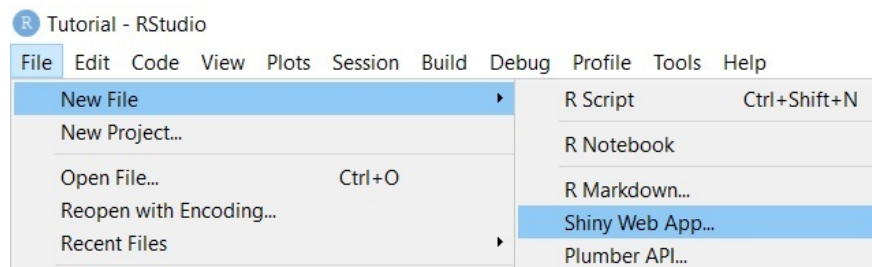 R Tutorial - RStudio
File Edit Code View Plots Session Build Debug Profile Tools Help
New File
New Project...
Open File... Ctrl+O
Reopen with Encoding...
Recent Files
R Script Ctrl+Shift+N
R Notebook
R Markdown...
Shiny Web App...
Plumber API...